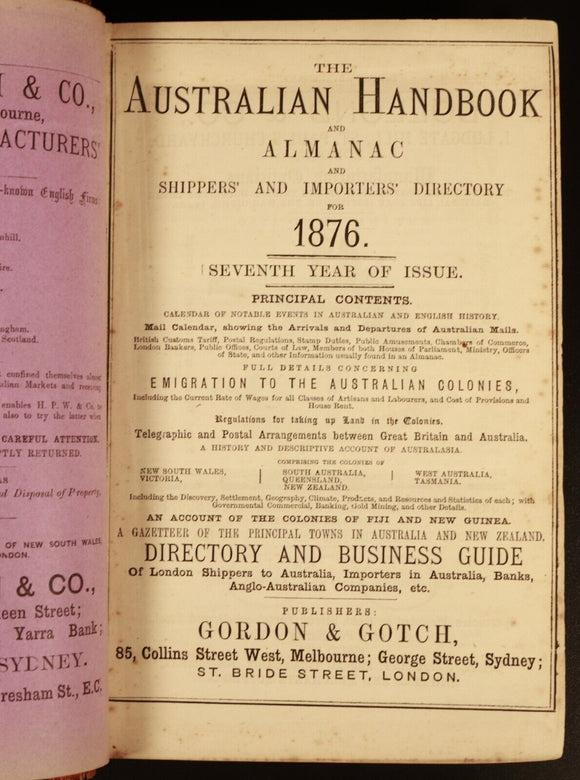 & CO.,
ourne,
ACTURERS'
-known English Firms
nhill.
ire.
ngham.
Scotland.
t confined themselves almost
alian Markets and
enables H. P. W. & Co. to
also to try the latter
CAREFUL ATTENTION.
PTLY RETURNED.
AS
nd Disposal of Property,
OF NEW SOUTH WALES,
ONDON.
& CO.,
een Street;
Yarra Bank;
SYDNEY.
resham St., E.C.
THE
AUSTRALIAN HANDBOOK
AND
ALMANAC
AND
SHIPPERS' AND IMPORTERS' DIRECTORY
FOR
1876.
SEVENTH YEAR OF ISSUE.
PRINCIPAL CONTENTS.
CALENDAR OF NOTABLE EVENTS IN AUSTRALIAN AND ENGLISH HISTORY.
Mail Calendar, showing the Arrivals and Departures of Australian Mails.
British Customs Tariff, Postal Regulations, Stamp Duties, Public Amusements, Chambers of Commerce,
London Bankers, Public Offices, Courts of Law, Members of both Houses of Parliament, Ministry, Officers
of State, and other Information usually found in an Almanac.
FULL DETAILS CONCERNING
EMIGRATION TO THE AUSTRALIAN COLONIES,
Including the Current Rate of Wages for all Classes of Artisans and Labourers, and Cost of Provisions and
House Rent.
Regulations for taking up Land in the Colonies.
Telegraphic and Postal Arrangements between Great Britain and Australia.
A HISTORY AND DESCRIPTIVE ACCOUNT OF AUSTRALASIA.
COMPRISING THE COLONIES OF
NEW SOUTH WALES,
VICTORIA,
SOUTH AUSTRALIA,
QUEENSLAND,
NEW ZEALAND.
WEST AUSTRALIA,
TASMANIA.
Including the Discovery, Settlement, Geography, Climate, Products, and Resources and Statistics of each; with
Governmental Commercial, Banking, Gold Mining, and other Details.
AN ACCOUNT OF THE COLONIES OF FIJI AND NEW GUINEA.
A GAZETTEER OF THE PRINCIPAL TOWNS IN AUSTRALIA AND NEW ZEALAND.
DIRECTORY AND BUSINESS GUIDE
Of London Shippers to Australia, Importers in Australia, Banks,
Anglo-Australian Companies, etc.
PUBLISHERS:
GORDON & GOTCH,
85, Collins Street West, Melbourne; George Street, Sydney;
ST. BRIDE STREET, LONDON.